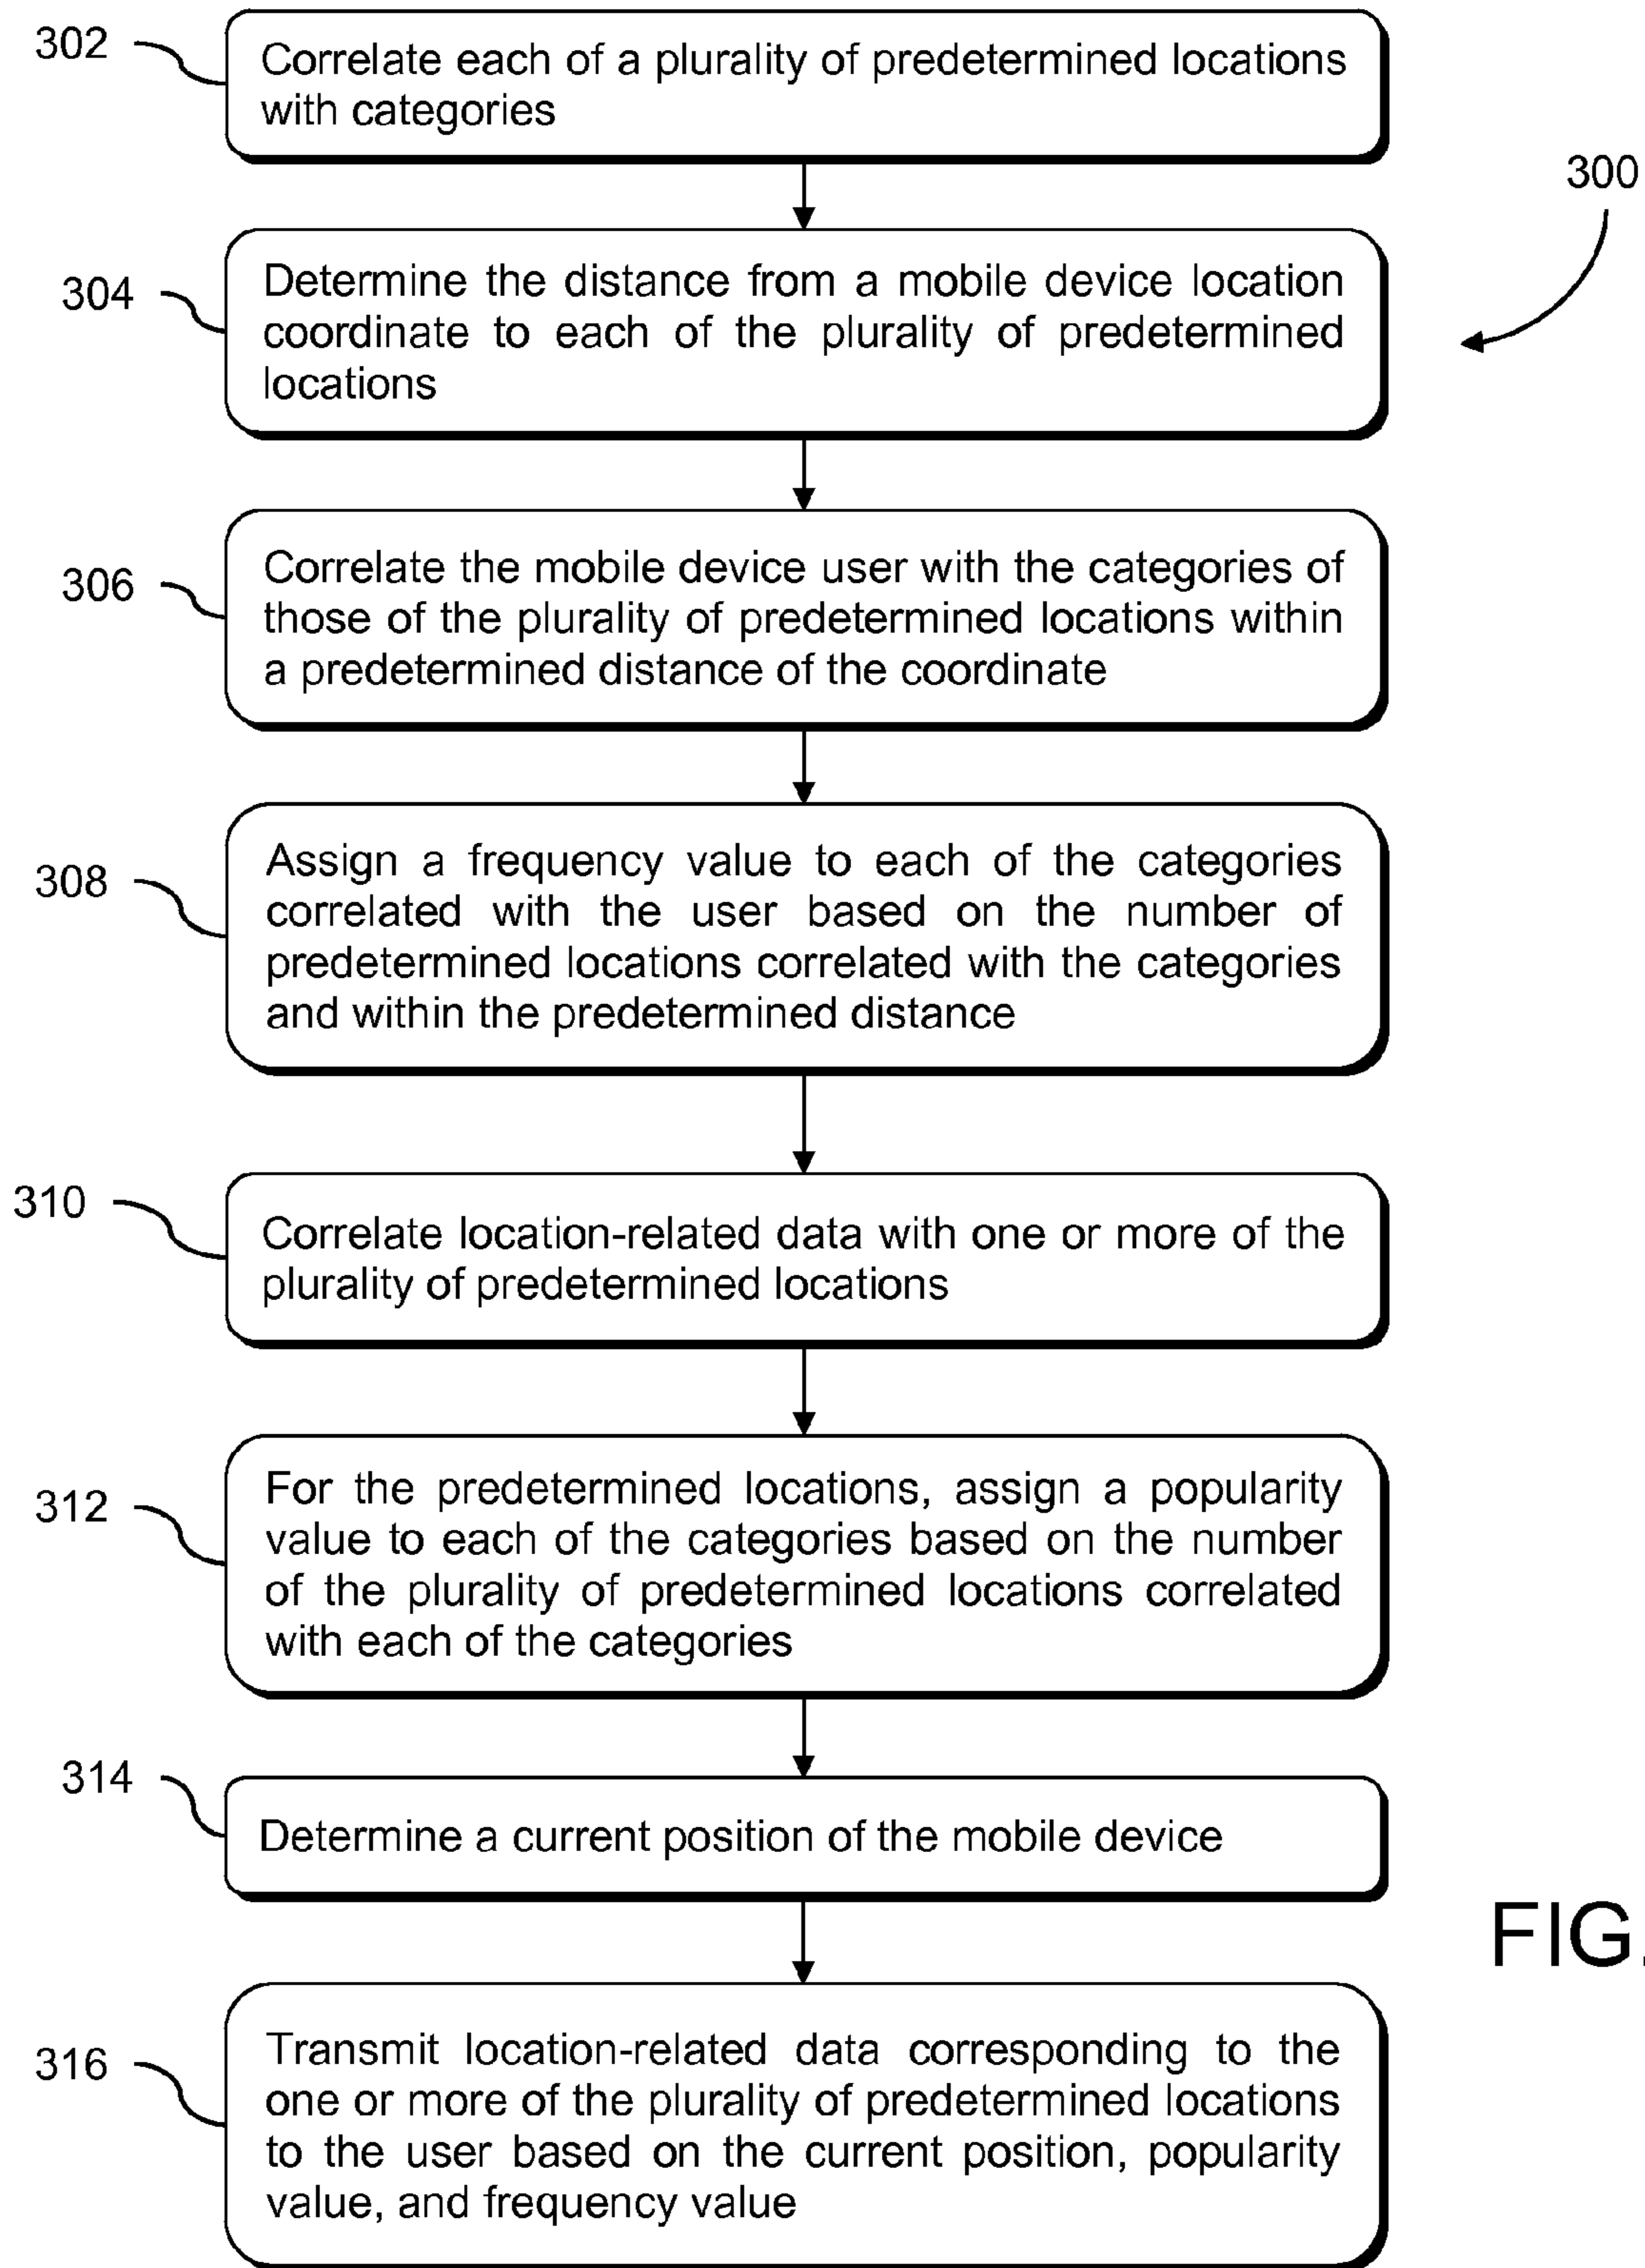 302
Correlate each of a plurality of predetermined locations
with categories
300
304
Determine the distance from a mobile device location
coordinate to each of the plurality of predetermined
locations
306
Correlate the mobile device user with the categories of
those of the plurality of predetermined locations within
a predetermined distance of the coordinate
308
Assign a frequency value to each of the categories
correlated with the user based on the number of
predetermined locations correlated with the categories
and within the predetermined distance
310
Correlate location-related data with one or more of the
plurality of predetermined locations
312
For the predetermined locations, assign a popularity
value to each of the categories based on the number
of the plurality of predetermined locations correlated
with each of the categories
314
Determine a current position of the mobile device
FIG.
316
Transmit location-related data corresponding to the
one or more of the plurality of predetermined locations
to the user based on the current position, popularity
value, and frequency value